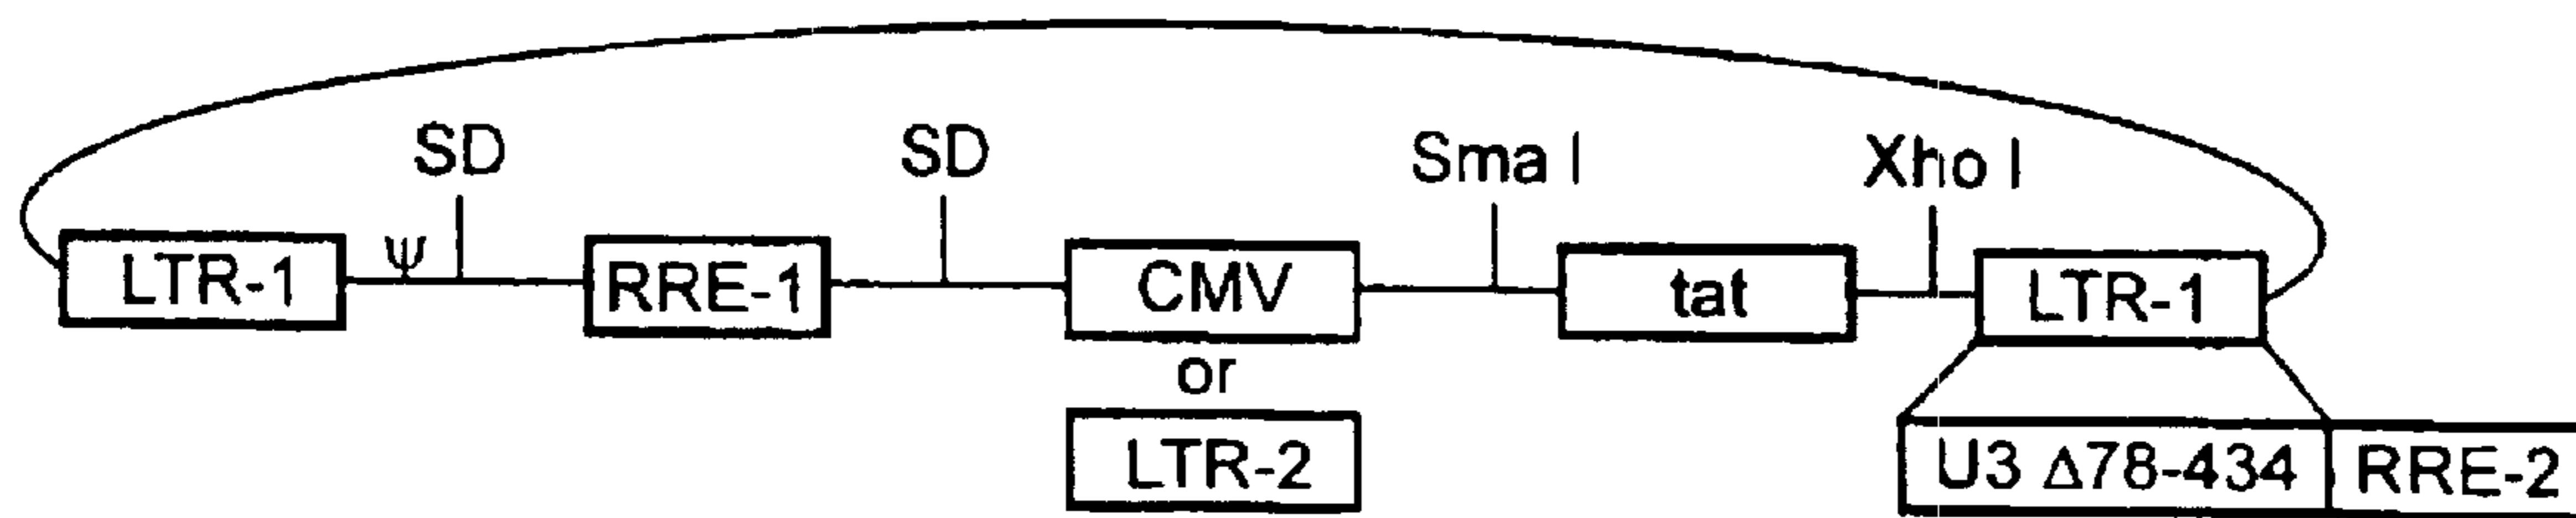 SD SD Sma I Xho I
LTR-1 ψ RRE-1 CMV tat LTR-1
or
LTR-2 U3 Δ78-434 RRE-2